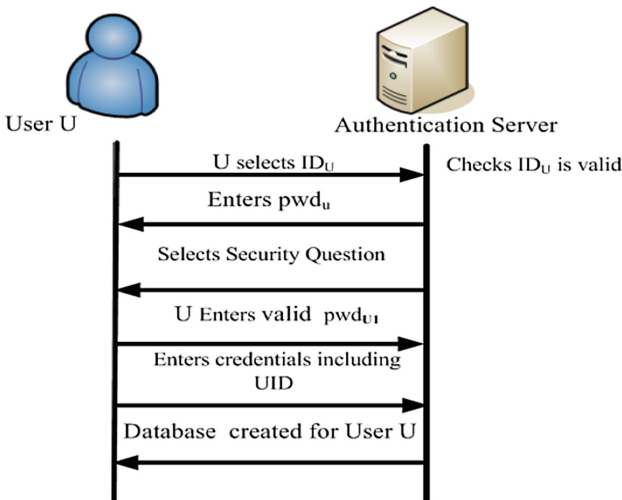 User U
Authentication Server
U selects IDU
Checks IDU is valid
Enters pwdu
Selects Security Question
U Enters valid pwdU1
Enters credentials including
UID
Database created for User U